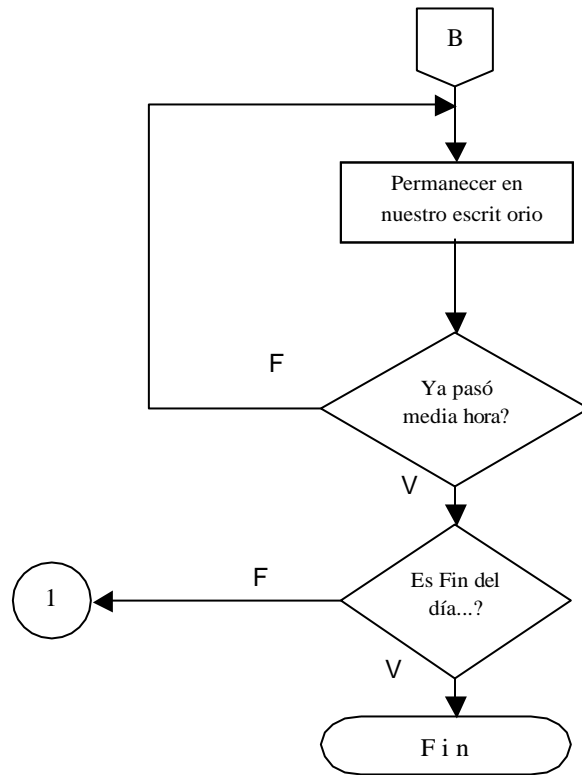 B
Permanecer en
nuestro escrit orio
F
Ya pasó
media hora?
V
F
1
Es Fin del
día...?
V
F i n